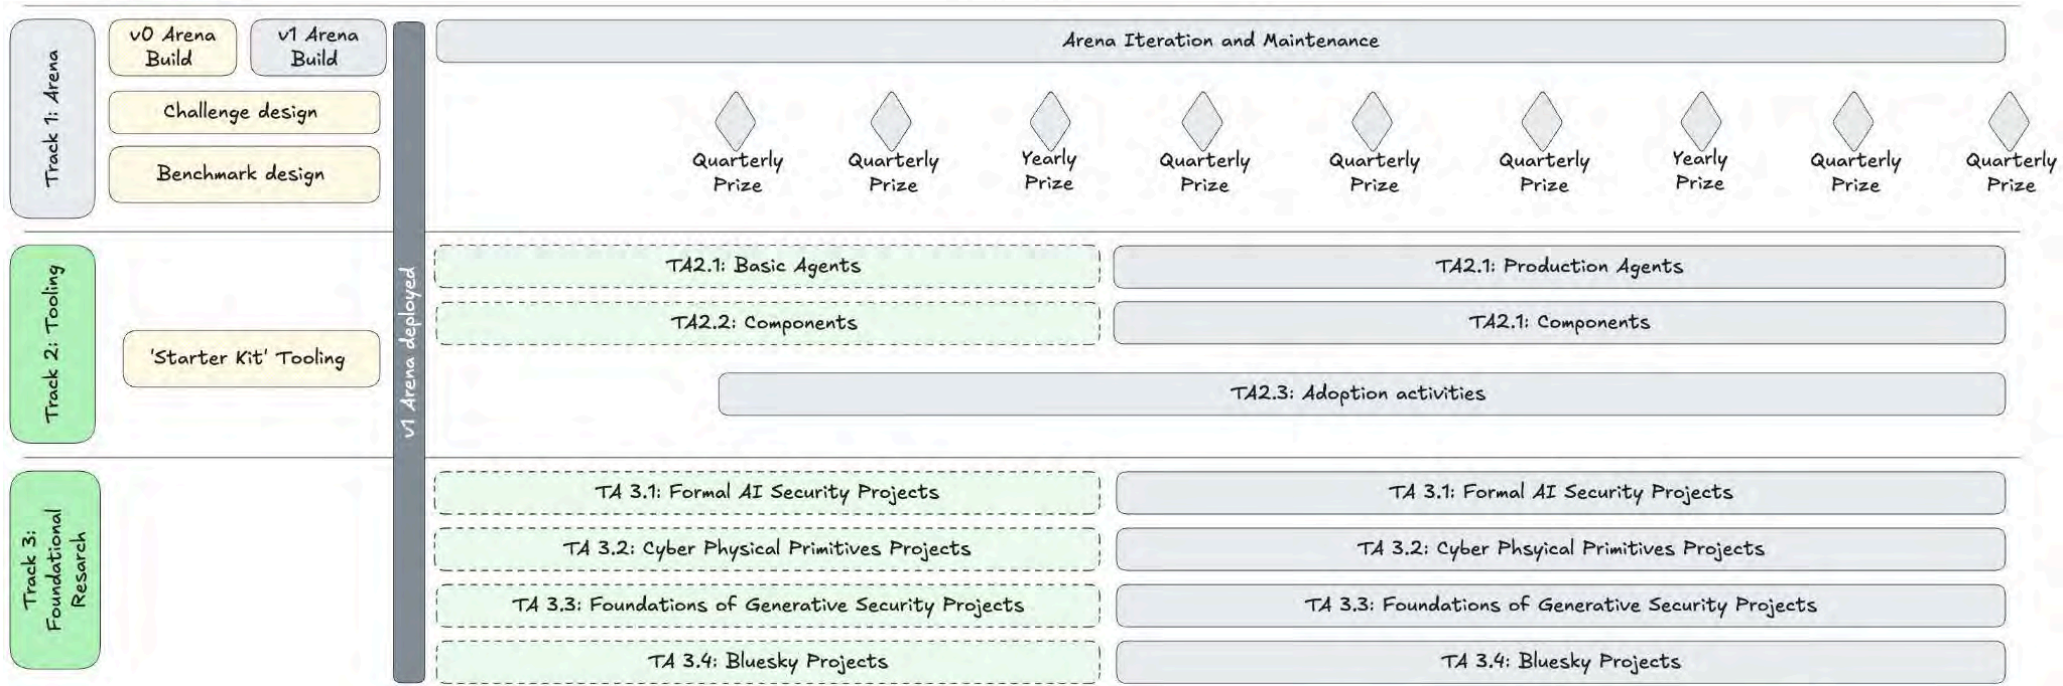 Track 1: Arena
v0 Arena
Build
v1 Arena
Build
Challenge design
Benchmark design
v1 Arena deployed
Arena Iteration and Maintenance
Quarterly
Prize
Quarterly
Prize
Yearly
Prize
Quarterly
Prize
Quarterly
Prize
Quarterly
Prize
Yearly
Prize
Quarterly
Prize
Quarterly
Prize
Track 2: Tooling
'Starter Kit' Tooling
TA2.1: Basic Agents
TA2.1: Production Agents
TA2.2: Components
TA2.1: Components
TA2.3: Adoption activities
Track 3:
Foundational
Resarch
TA 3.1: Formal AI Security Projects
TA 3.1: Formal AI Security Projects
TA 3.2: Cyber Physical Primitives Projects
TA 3.2: Cyber Phsyical Primitives Projects
TA 3.3: Foundations of Generative Security Projects
TA 3.3: Foundations of Generative Security Projects
TA 3.4: Bluesky Projects
TA 3.4: Bluesky Projects